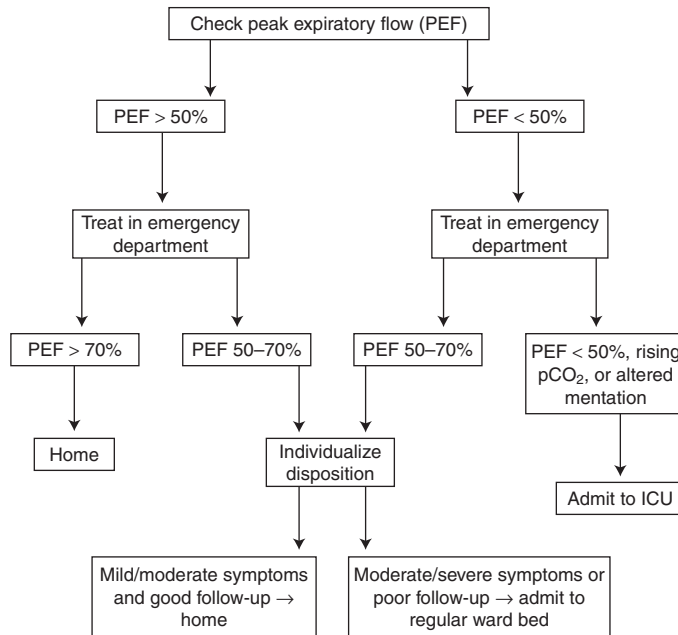 Check peak expiratory flow (PEF)
PEF > 50%
PEF < 50%
Treat in emergency
department
Treat in emergency
department
PEF > 70%
PEF 50–70%
PEF 50–70%
PEF < 50%, rising
pCO₂, or altered
mentation
Home
Individualize
disposition
Admit to ICU
Mild/moderate symptoms
and good follow-up →
home
Moderate/severe symptoms or
poor follow-up → admit to
regular ward bed